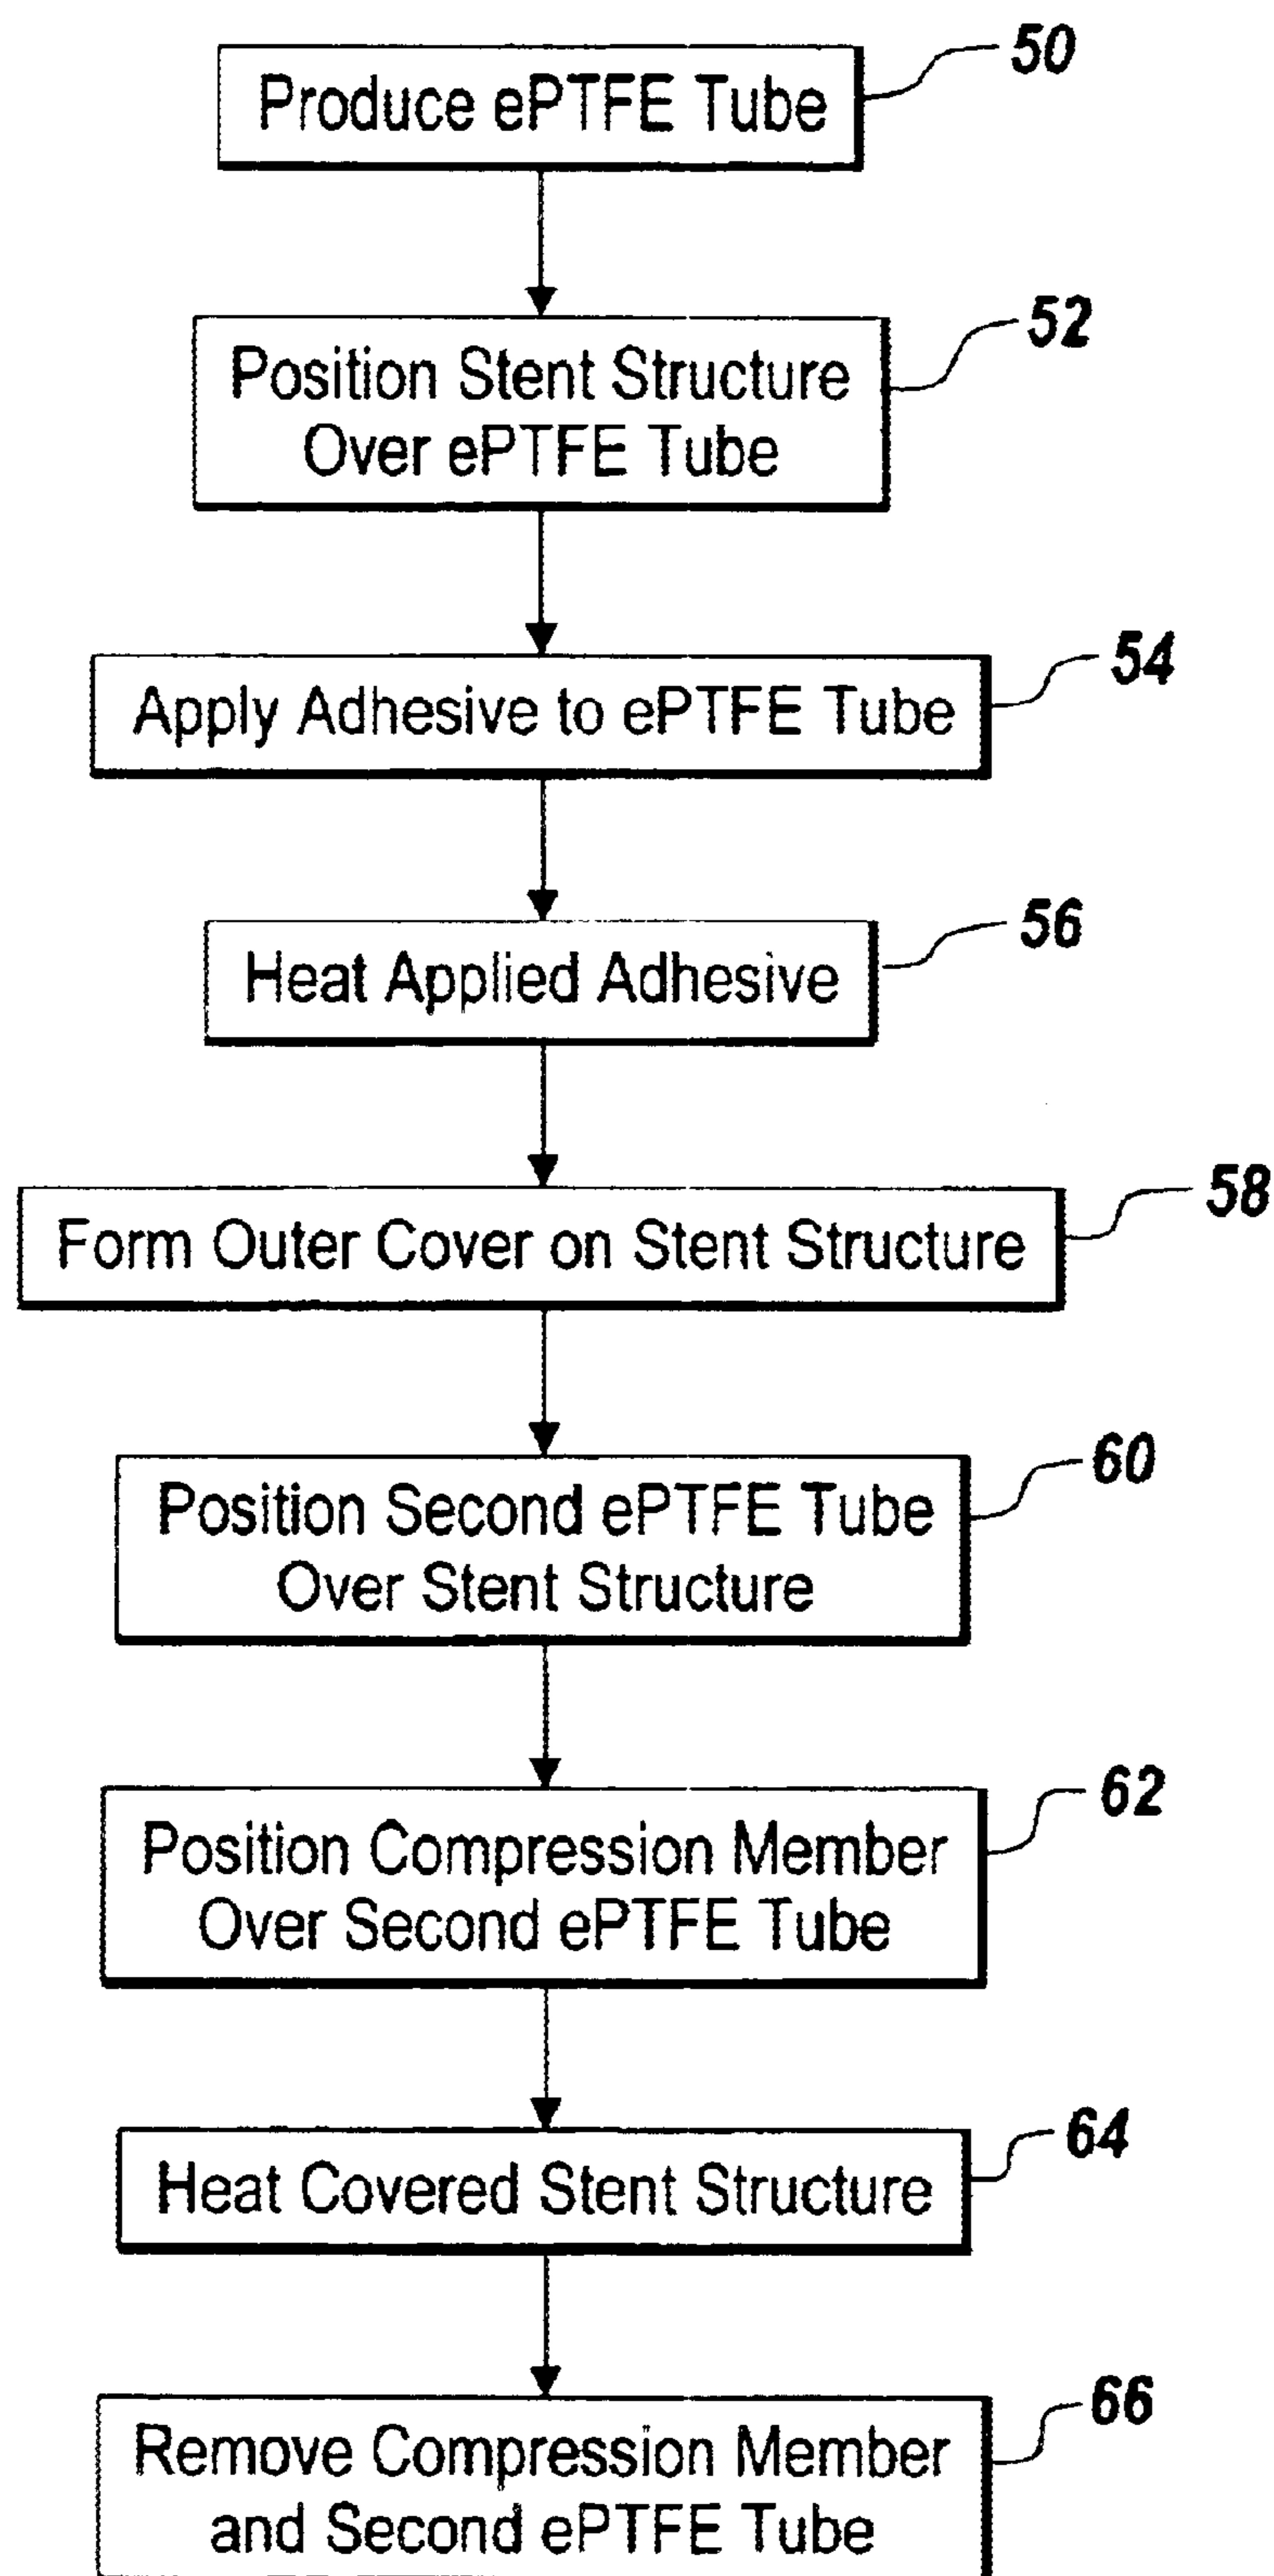 50
Produce ePTFE Tube
52
Position Stent Structure
Over ePTFE Tube
54
Apply Adhesive to ePTFE Tube
56
Heat Applied Adhesive
58
Form Outer Cover on Stent Structure
60
Position Second ePTFE Tube
Over Stent Structure
62
Position Compression Member
Over Second ePTFE Tube
64
Heat Covered Stent Structure
66
Remove Compression Member
and Second ePTFE Tube